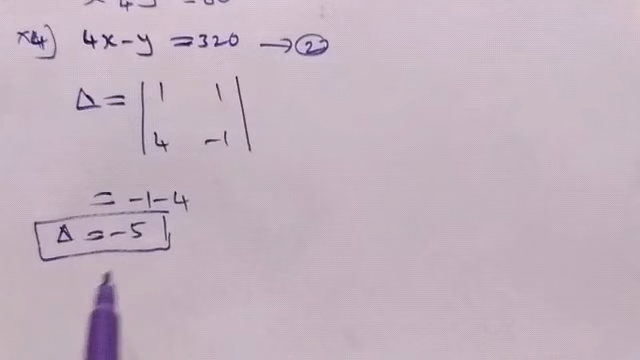 ×4) 4x-y = 320 → ②
Δ = | 1 1 |
| 4 -1 |
= -1-4
Δ = -5